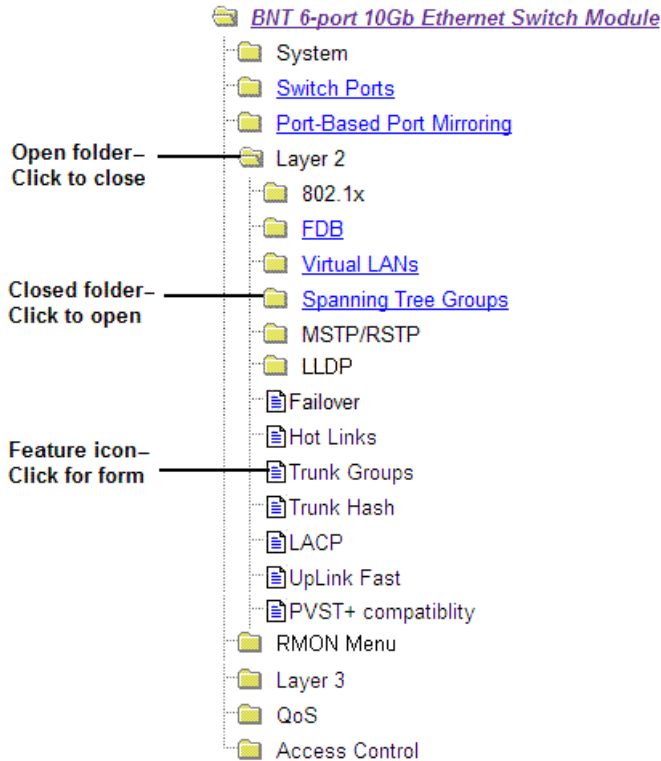 BNT 6-port 10Gb Ethernet Switch Module
System
Switch Ports
Port-Based Port Mirroring
Open folder–
Click to close
Layer 2
802.1x
FDB
Virtual LANs
Closed folder–
Click to open
Spanning Tree Groups
MSTP/RSTP
LLDP
Failover
Hot Links
Feature icon–
Click for form
Trunk Groups
Trunk Hash
LACP
UpLink Fast
PVST+ compatiblity
RMON Menu
Layer 3
QoS
Access Control